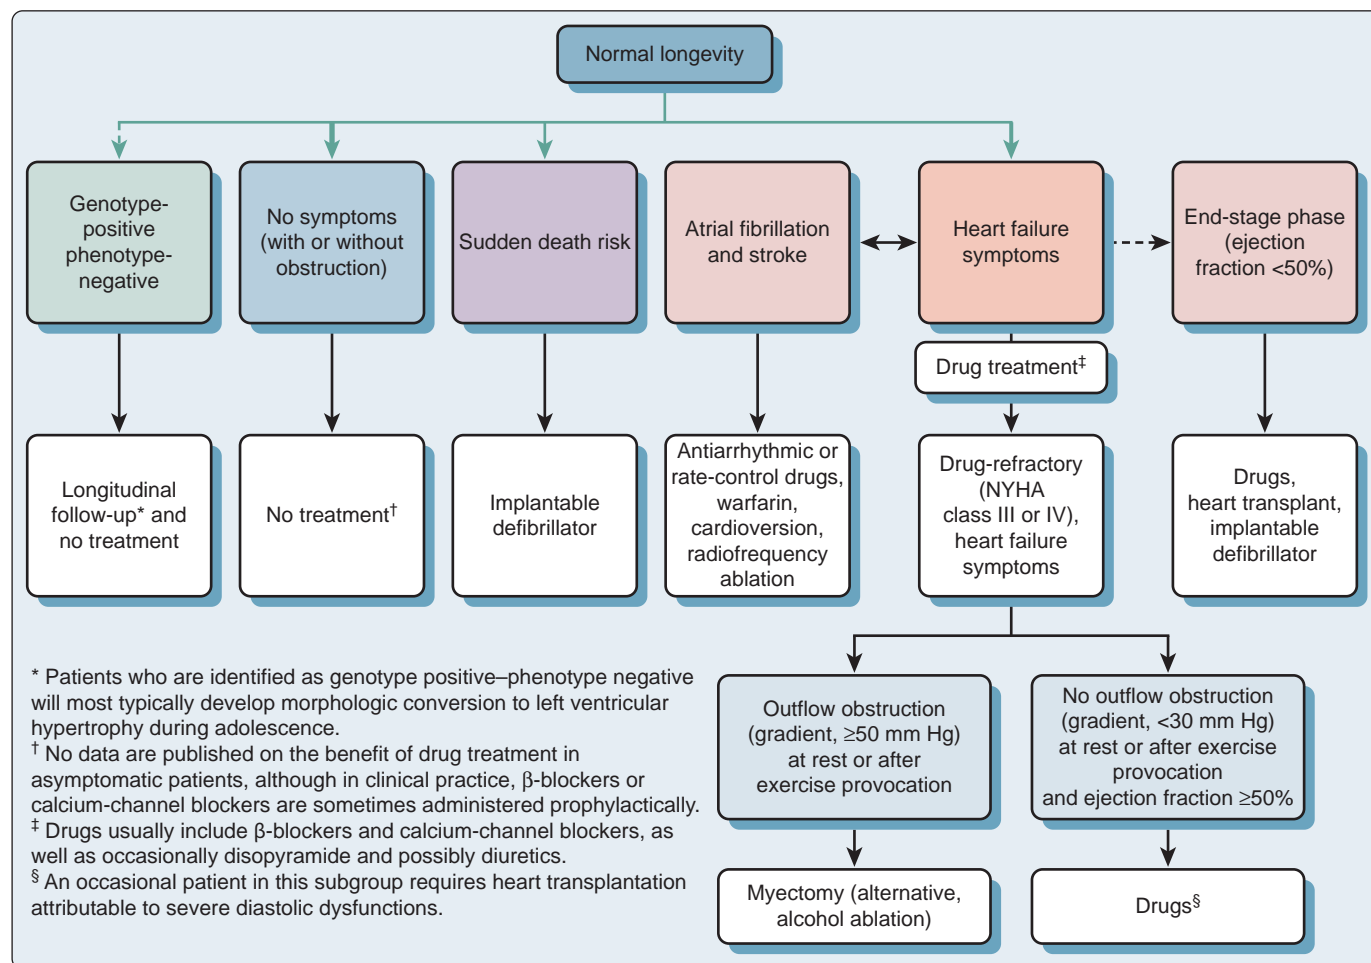 Normal longevity
Genotype-
positive
phenotype-
negative
No symptoms
(with or without
obstruction)
Sudden death risk
Atrial fibrillation
and stroke
Heart failure
symptoms
End-stage phase
(ejection
fraction <50%)
Drug treatment‡
Longitudinal
follow-up* and
no treatment
No treatment†
Implantable
defibrillator
Antiarrhythmic or
rate-control drugs,
warfarin,
cardioversion,
radiofrequency
ablation
Drug-refractory
(NYHA
class III or IV),
heart failure
symptoms
Drugs,
heart transplant,
implantable
defibrillator
Outflow obstruction
(gradient, ≥50 mm Hg)
at rest or after
exercise provocation
No outflow obstruction
(gradient, <30 mm Hg)
at rest or after exercise
provocation
and ejection fraction ≥50%
Myectomy (alternative,
alcohol ablation)
Drugs§
* Patients who are identified as genotype positive–phenotype negative
will most typically develop morphologic conversion to left ventricular
hypertrophy during adolescence.
† No data are published on the benefit of drug treatment in
asymptomatic patients, although in clinical practice, β-blockers or
calcium-channel blockers are sometimes administered prophylactically.
‡ Drugs usually include β-blockers and calcium-channel blockers, as
well as occasionally disopyramide and possibly diuretics.
§ An occasional patient in this subgroup requires heart transplantation
attributable to severe diastolic dysfunctions.